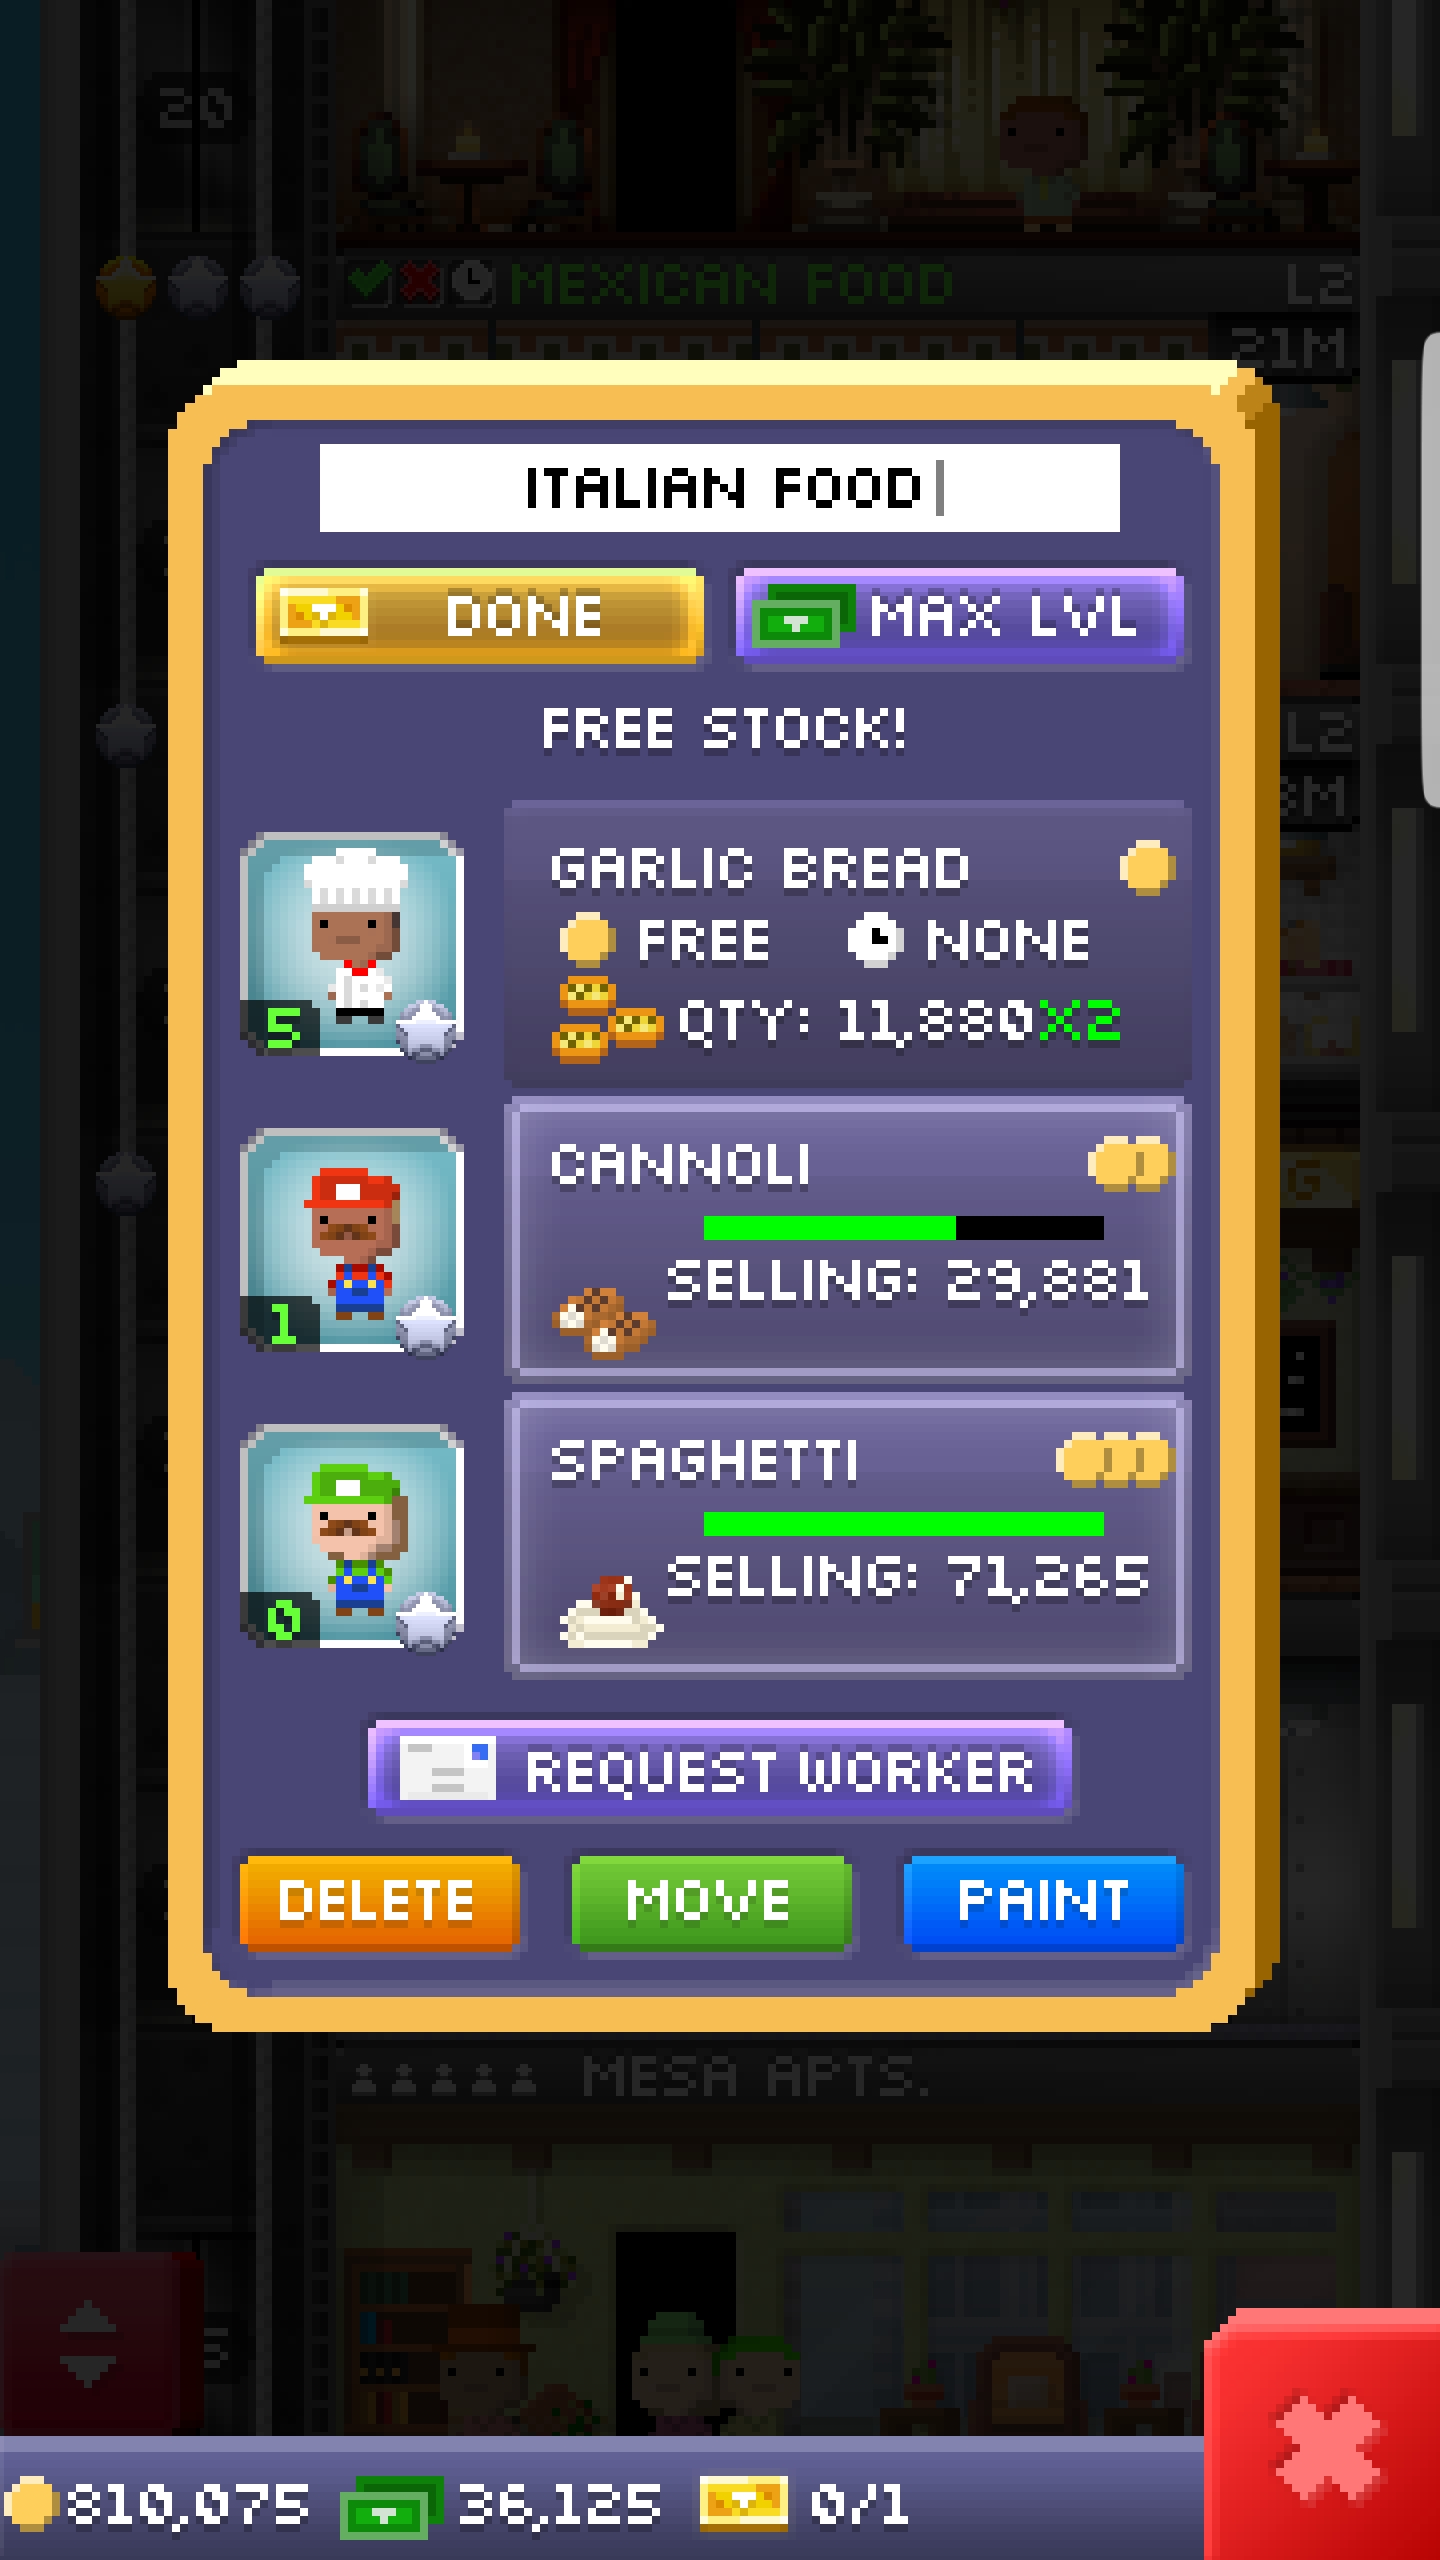 20
MEXICAN FOOD L2
21M
ITALIAN FOOD
DONE
MAX LVL
FREE STOCK!
L2
GARLIC BREAD
FREE NONE
QTY: 11,880X2
5
CANNOLI
SELLING: 29,881
1
SPAGHETTI
SELLING: 71,265
0
REQUEST WORKER
DELETE
MOVE
PAINT
MESA APTS.
810,075
36,125
0/1